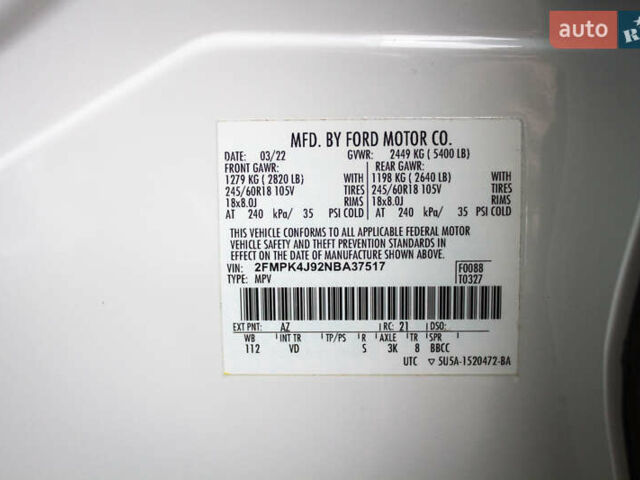 auto
R
MFD. BY FORD MOTOR CO.
DATE: 03/22 GVWR: 2449 KG ( 5400 LB)
FRONT GAWR: REAR GAWR:
1279 KG ( 2820 LB) WITH 1198 KG ( 2640 LB) WITH
245/60R18 105V TIRES 245/60R18 105V TIRES
18x8.0J RIMS 18x8.0J RIMS
AT 240 kPa/ 35 PSI COLD AT 240 kPa/ 35 PSI COLD
THIS VEHICLE CONFORMS TO ALL APPLICABLE FEDERAL MOTOR
VEHICLE SAFETY AND THEFT PREVENTION STANDARDS IN
EFFECT ON THE DATE OF MANUFACTURE SHOWN ABOVE.
VIN: 2FMPK4J92NBA37517 F0088
TYPE: MPV T0327
EXT PNT: AZ RC: 21 DSO:
WB INT TR TP/PS R AXLE TR SPR
112 VD S 3K 8 BBCC
UTC ▽ 5U5A-1520472-BA